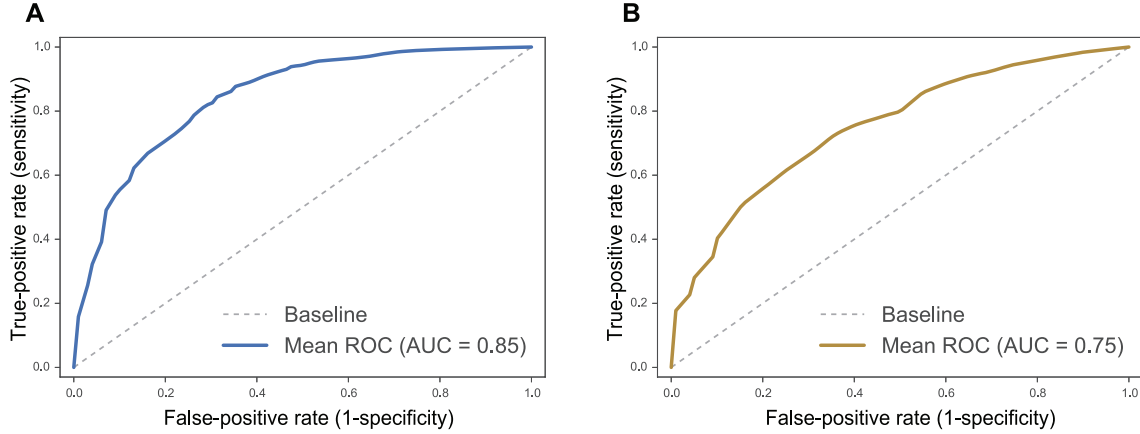 A
True-positive rate (sensitivity)
1.0
0.8
0.6
0.4
0.2
0.0
Baseline
Mean ROC (AUC = 0.85)
0.0 0.2 0.4 0.6 0.8 1.0
False-positive rate (1-specificity)
B
True-positive rate (sensitivity)
1.0
0.8
0.6
0.4
0.2
0.0
Baseline
Mean ROC (AUC = 0.75)
0.0 0.2 0.4 0.6 0.8 1.0
False-positive rate (1-specificity)